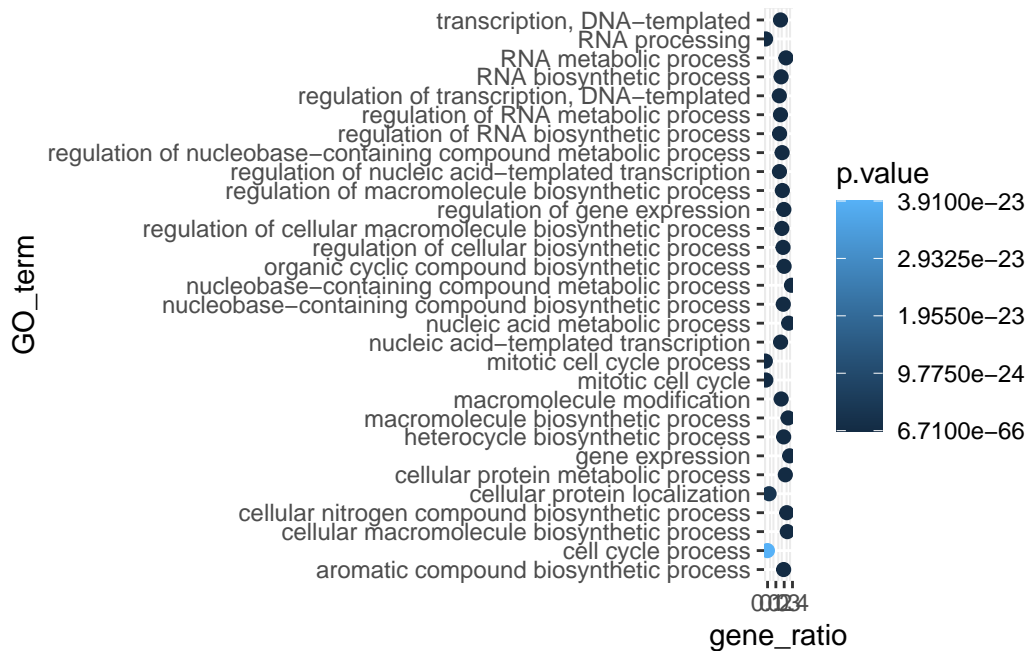 transcription, DNA−templated
RNA processing
RNA metabolic process
RNA biosynthetic process
regulation of transcription, DNA−templated
regulation of RNA metabolic process
regulation of RNA biosynthetic process
regulation of nucleobase−containing compound metabolic process
regulation of nucleic acid−templated transcription
regulation of macromolecule biosynthetic process
regulation of gene expression
regulation of cellular macromolecule biosynthetic process
regulation of cellular biosynthetic process
organic cyclic compound biosynthetic process
nucleobase−containing compound metabolic process
nucleobase−containing compound biosynthetic process
nucleic acid metabolic process
nucleic acid−templated transcription
mitotic cell cycle process
mitotic cell cycle
macromolecule modification
macromolecule biosynthetic process
heterocycle biosynthetic process
gene expression
cellular protein metabolic process
cellular protein localization
cellular nitrogen compound biosynthetic process
cellular macromolecule biosynthetic process
cell cycle process
aromatic compound biosynthetic process
GO_term
gene_ratio
p.value
3.9100e−23
2.9325e−23
1.9550e−23
9.7750e−24
6.7100e−66